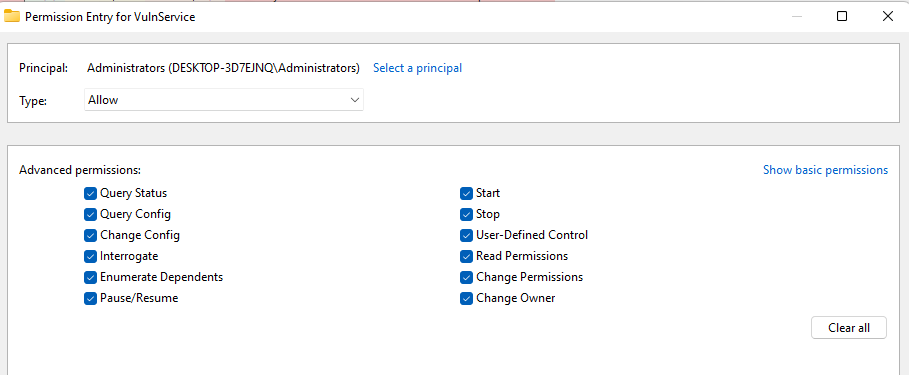 Permission Entry for VulnService
Principal: Administrators (DESKTOP-3D7EJNQ\Administrators) Select a principal
Type: Allow
Advanced permissions: Show basic permissions
Query Status Start
Query Config Stop
Change Config User-Defined Control
Interrogate Read Permissions
Enumerate Dependents Change Permissions
Pause/Resume Change Owner
Clear all